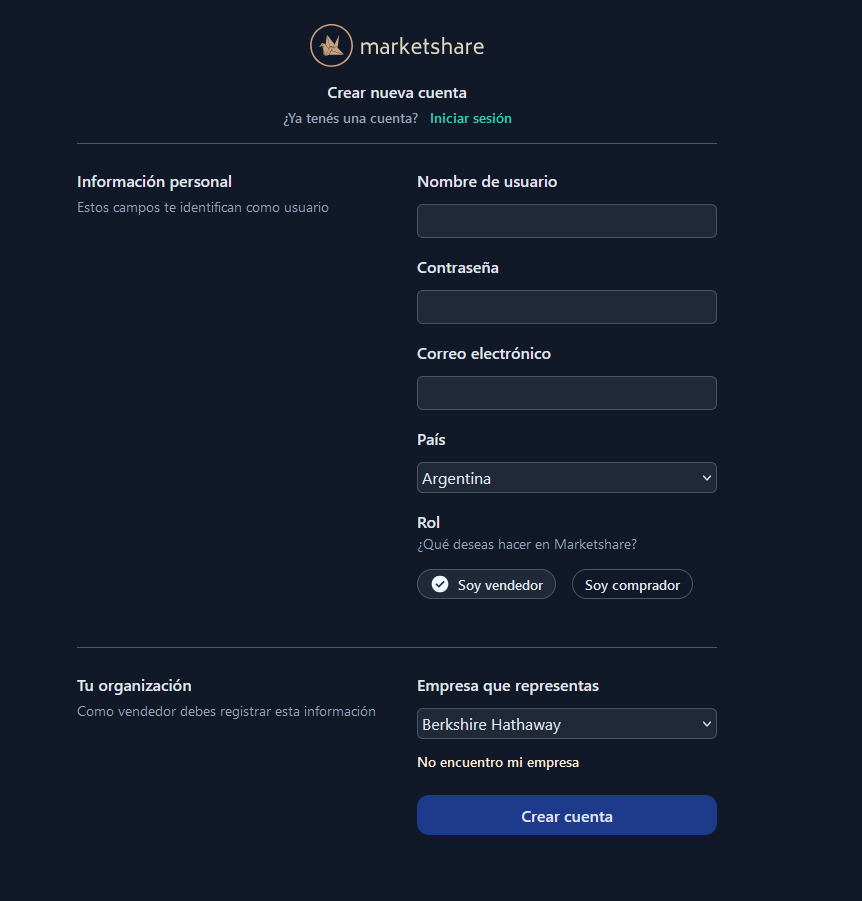 marketshare
Crear nueva cuenta
¿Ya tenés una cuenta? Iniciar sesión
Información personal
Estos campos te identifican como usuario
Nombre de usuario
Contraseña
Correo electrónico
País
Argentina
Rol
¿Qué deseas hacer en Marketshare?
Soy vendedor
Soy comprador
Tu organización
Como vendedor debes registrar esta información
Empresa que representas
Berkshire Hathaway
No encuentro mi empresa
Crear cuenta